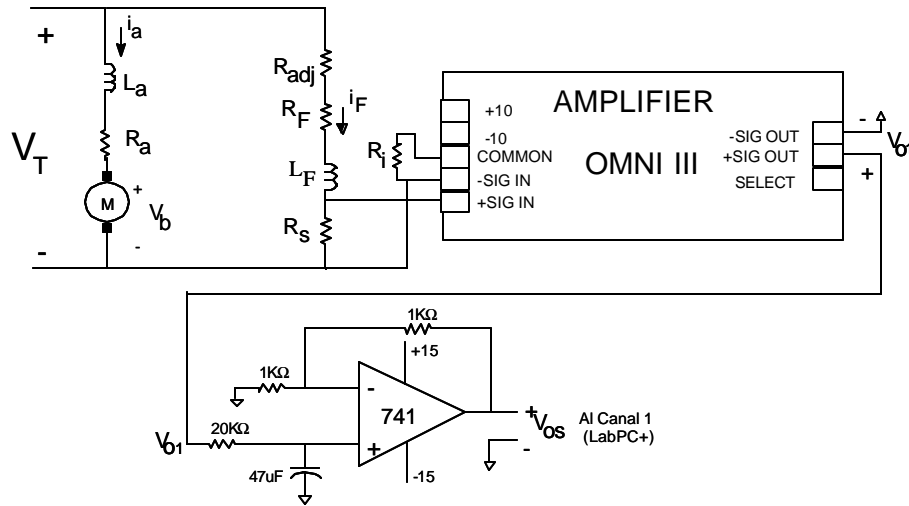 +
i_a
L_a
R_a
V_T
M
+
V_b
-
-
R_adj
R_F
i_F
L_F
R_s
R_i
AMPLIFIER
OMNI III
+10
-10
COMMON
-SIG IN
+SIG IN
-SIG OUT
+SIG OUT
SELECT
-
V_o1
+
1KΩ
1KΩ
+15
-
741
+
-15
V_o1
20KΩ
47uF
+
V_os
-
Al Canal 1
(LabPC+)